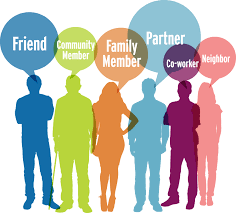 Friend
Community
Member
Family
Member
Partner
Co-worker
Neighbor